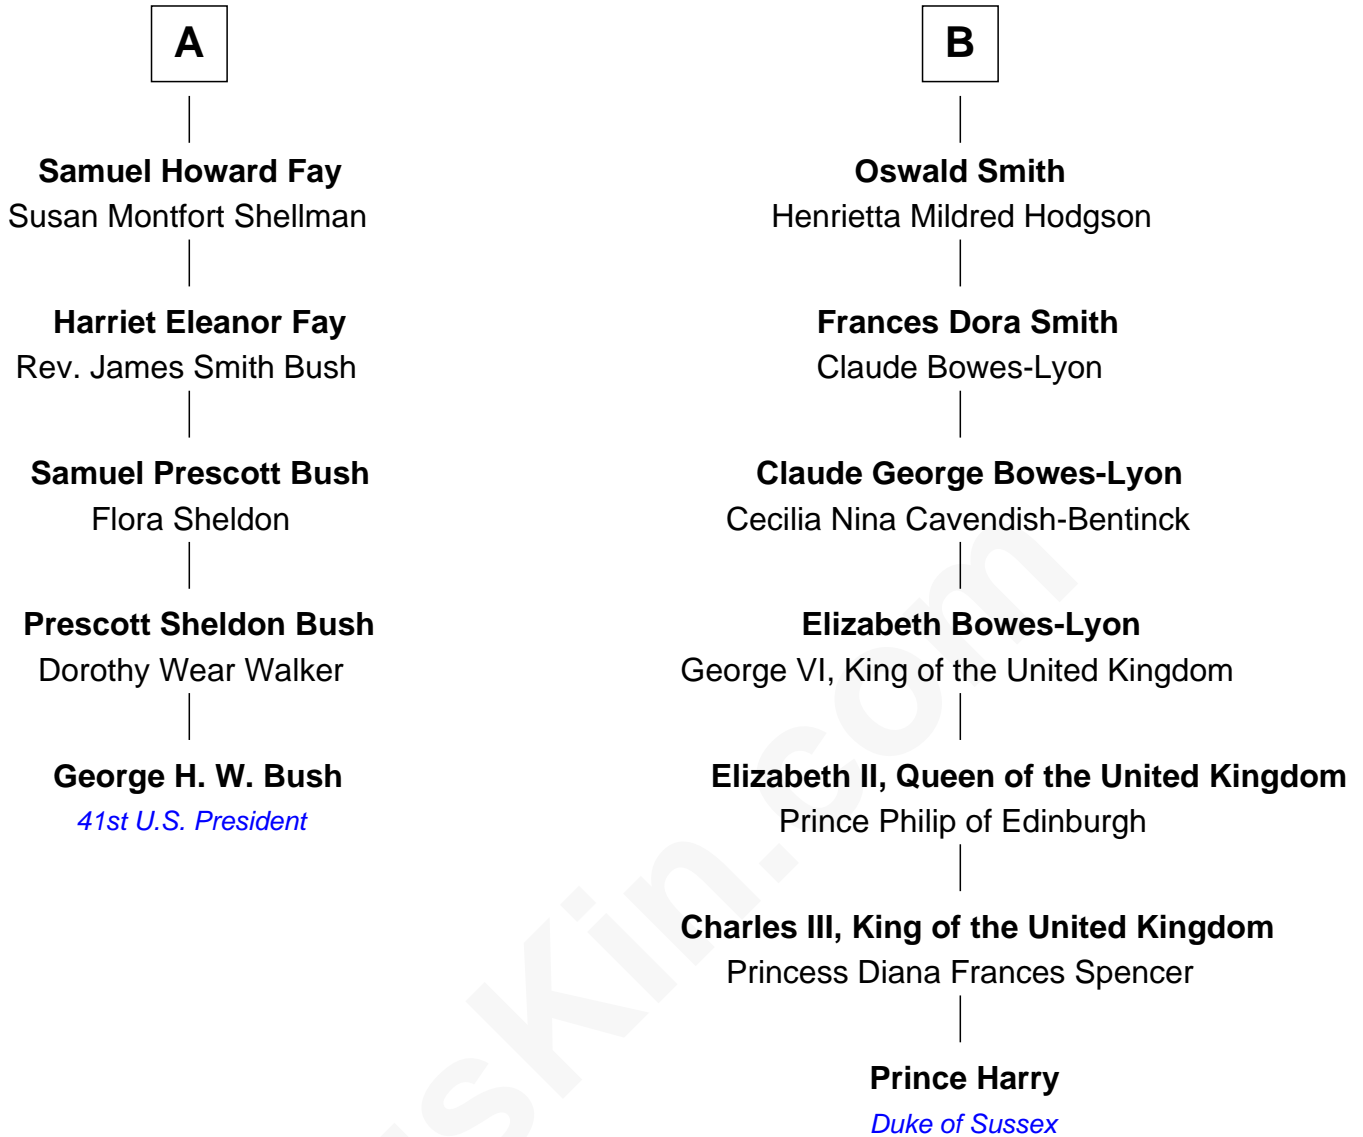 A
Samuel Howard Fay
Susan Montfort Shellman
Harriet Eleanor Fay
Rev. James Smith Bush
Samuel Prescott Bush
Flora Sheldon
Prescott Sheldon Bush
Dorothy Wear Walker
George H. W. Bush
41st U.S. President
B
Oswald Smith
Henrietta Mildred Hodgson
Frances Dora Smith
Claude Bowes-Lyon
Claude George Bowes-Lyon
Cecilia Nina Cavendish-Bentinck
Elizabeth Bowes-Lyon
George VI, King of the United Kingdom
Elizabeth II, Queen of the United Kingdom
Prince Philip of Edinburgh
Charles III, King of the United Kingdom
Princess Diana Frances Spencer
Prince Harry
Duke of Sussex
sKin.com